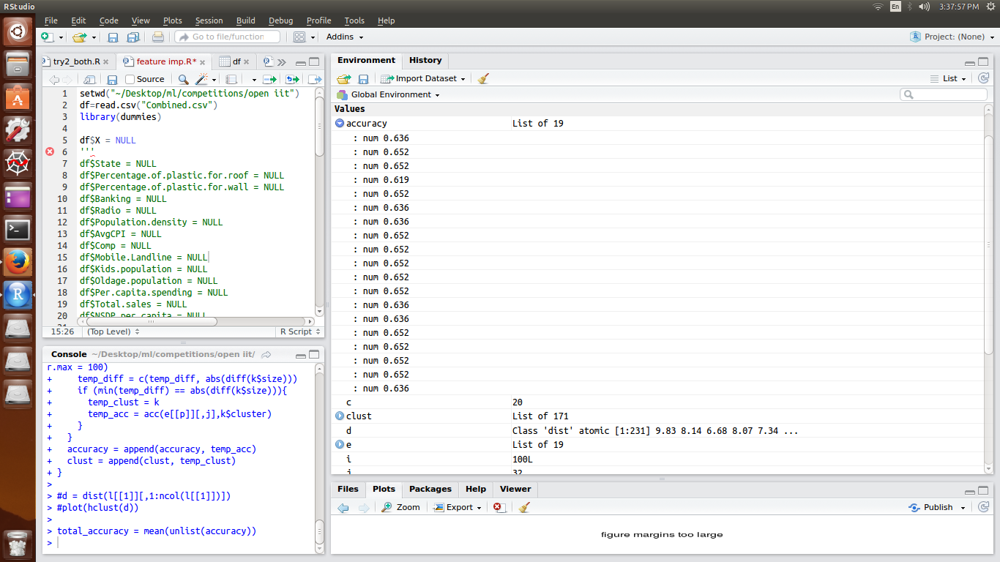 RStudio
En
3:37:57 PM
File Edit Code View Plots Session Build Debug Profile Tools Help
Go to file/function
Addins
Project: (None)
try2_both.R
feature imp.R*
df
Source
1 setwd("~/Desktop/ml/competitions/open iit")
2 df=read.csv("Combined.csv")
3 library(dummies)
4
5 df$X = NULL
6 '''
7 df$State = NULL
8 df$Percentage.of.plastic.for.roof = NULL
9 df$Percentage.of.plastic.for.wall = NULL
10 df$Banking = NULL
11 df$Radio = NULL
12 df$Population.density = NULL
13 df$AvgCPI = NULL
14 df$Comp = NULL
15 df$Mobile.Landline = NULL
16 df$Kids.population = NULL
17 df$Oldage.population = NULL
18 df$Per.capita.spending = NULL
19 df$Total.sales = NULL
20 df$NSDP.per.capita = NULL
15:26 (Top Level) R Script
Console ~/Desktop/ml/competitions/open iit/
r.max = 100)
+     temp_diff = c(temp_diff, abs(diff(k$size)))
+     if (min(temp_diff) == abs(diff(k$size))){
+       temp_clust = k
+       temp_acc = acc(e[[p]][,j],k$cluster)
+     }
+   }
+   accuracy = append(accuracy, temp_acc)
+   clust = append(clust, temp_clust)
+ }
>
> #d = dist(l[[1]][,1:ncol(l[[1]])])
> #plot(hclust(d))
>
> total_accuracy = mean(unlist(accuracy))
>
Environment History
Import Dataset
List
Global Environment
Values
accuracy List of 19
: num 0.636
: num 0.652
: num 0.652
: num 0.619
: num 0.652
: num 0.636
: num 0.636
: num 0.652
: num 0.652
: num 0.652
: num 0.652
: num 0.652
: num 0.636
: num 0.636
: num 0.652
: num 0.652
: num 0.652
: num 0.652
: num 0.636
c 20
clust List of 171
d Class 'dist' atomic [1:231] 9.83 8.14 6.68 8.07 7.34 ...
e List of 19
i 100L
j 32
Files Plots Packages Help Viewer
Zoom Export Publish
figure margins too large